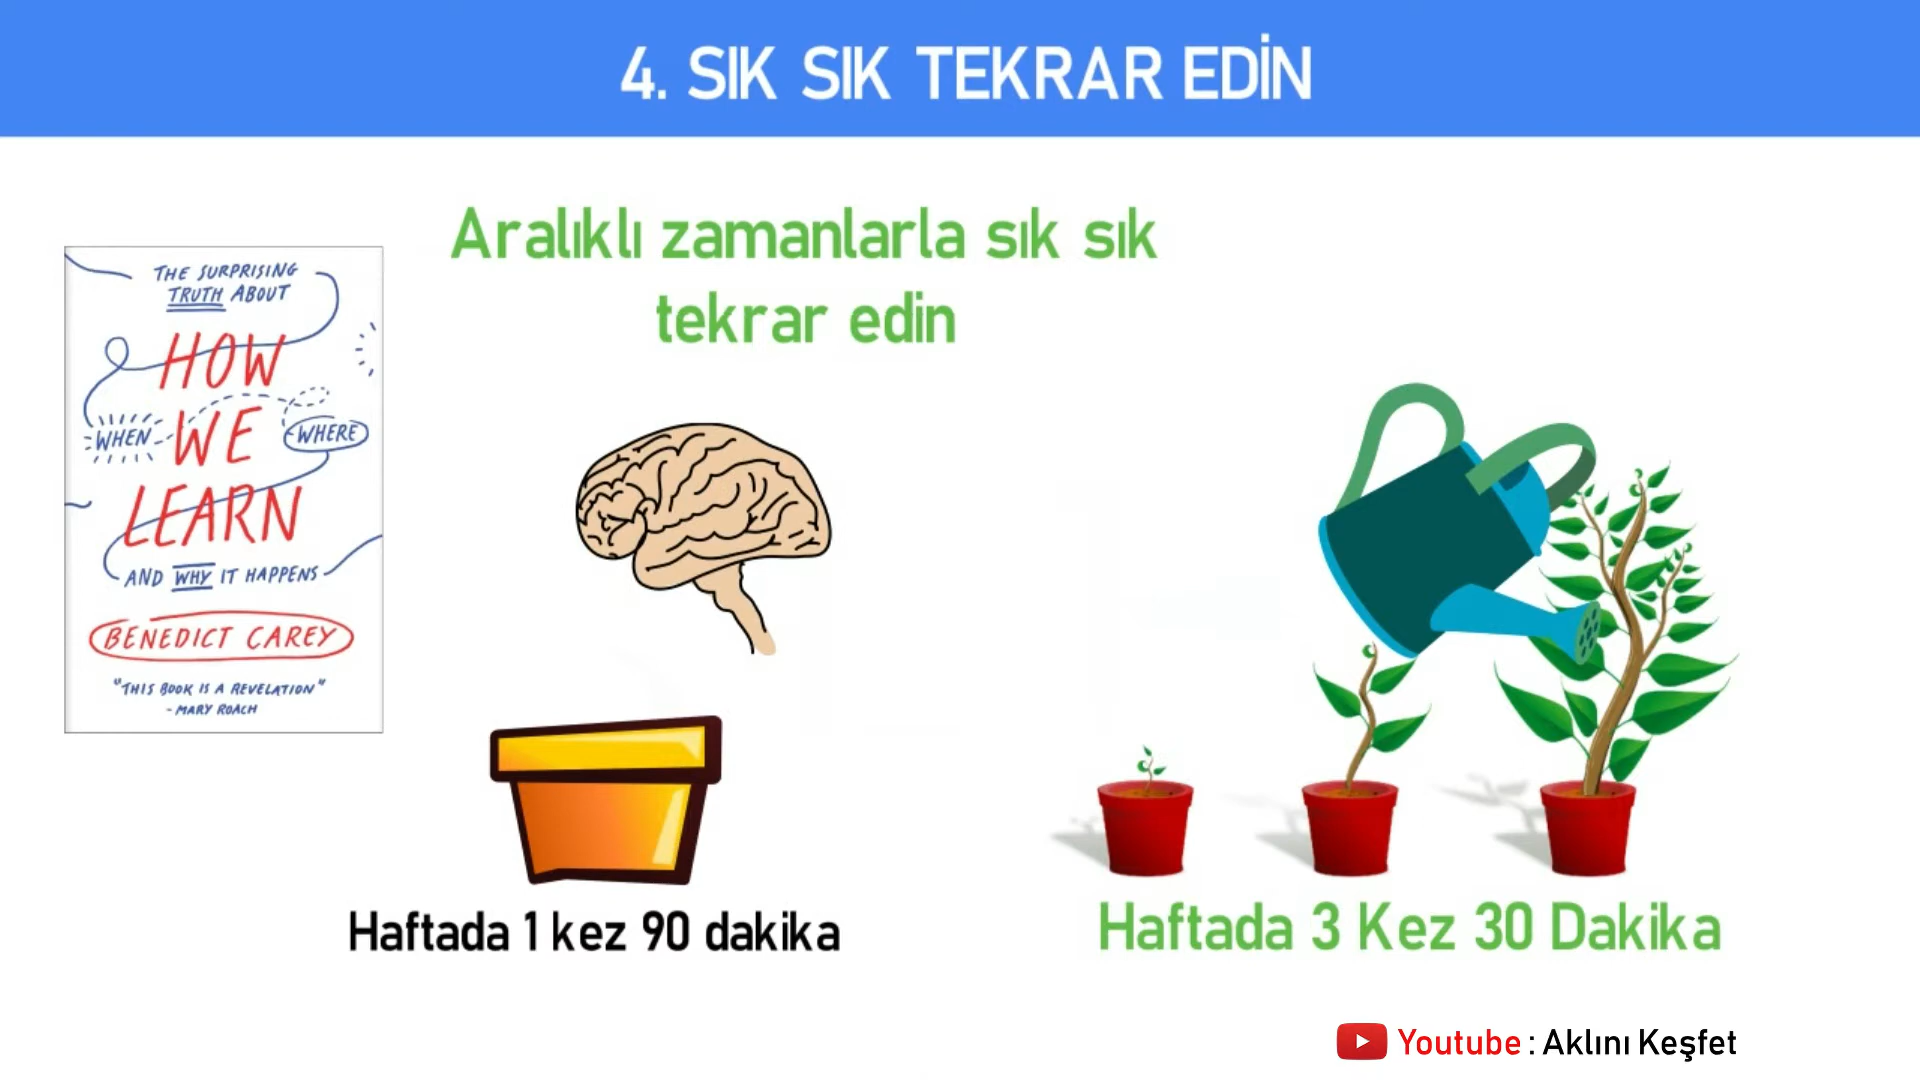 4. SIK SIK TEKRAR EDİN
Aralıklı zamanlarla sık sık
tekrar edin
THE SURPRISING
TRUTH ABOUT
HOW
WHEN WE WHERE
LEARN
AND WHY IT HAPPENS
BENEDICT CAREY
"THIS BOOK IS A REVELATION"
- MARY ROACH
Haftada 1 kez 90 dakika
Haftada 3 Kez 30 Dakika
Youtube : Aklını Keşfet